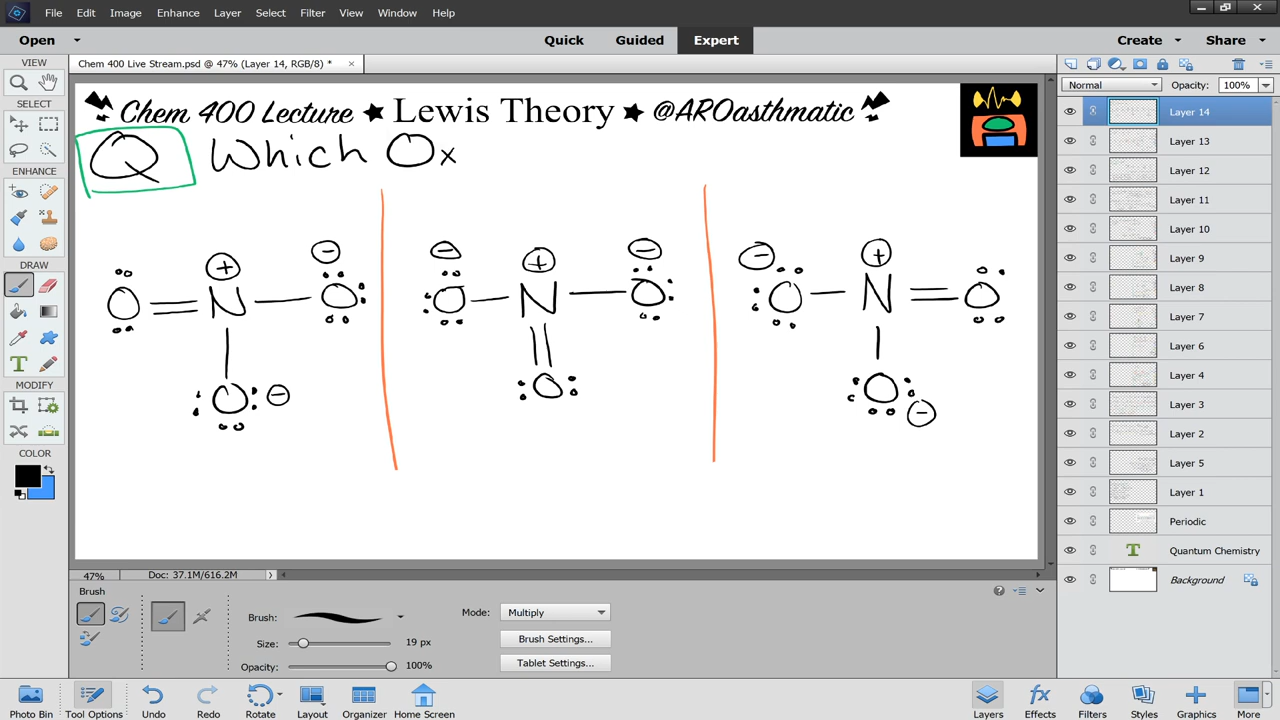 File Edit Image Enhance Layer Select Filter View Window Help
Open Quick Guided Expert Create Share
VIEW
Chem 400 Live Stream.psd @ 47% (Layer 14, RGB/8) * ×
Normal Opacity: 100%
SELECT
ENHANCE
DRAW
MODIFY
COLOR
Chem 400 Lecture ★ Lewis Theory ★ @AROasthmatic
Q Which Ox
⊖ ⊖ ⊖
⊕ ⊕ ⊖ ⊕
O = N – O O – N – O O – N = O
O ⊖ O O ⊖
Layer 14
Layer 13
Layer 12
Layer 11
Layer 10
Layer 9
Layer 8
Layer 7
Layer 6
Layer 4
Layer 3
Layer 2
Layer 5
Layer 1
Periodic
T Quantum Chemistry
Background
47% Doc: 37.1M/616.2M
Brush
Brush:
Size: 19 px
Opacity: 100%
Mode: Multiply
Brush Settings...
Tablet Settings...
Photo Bin Tool Options Undo Redo Rotate Layout Organizer Home Screen Layers Effects Filters Styles Graphics More